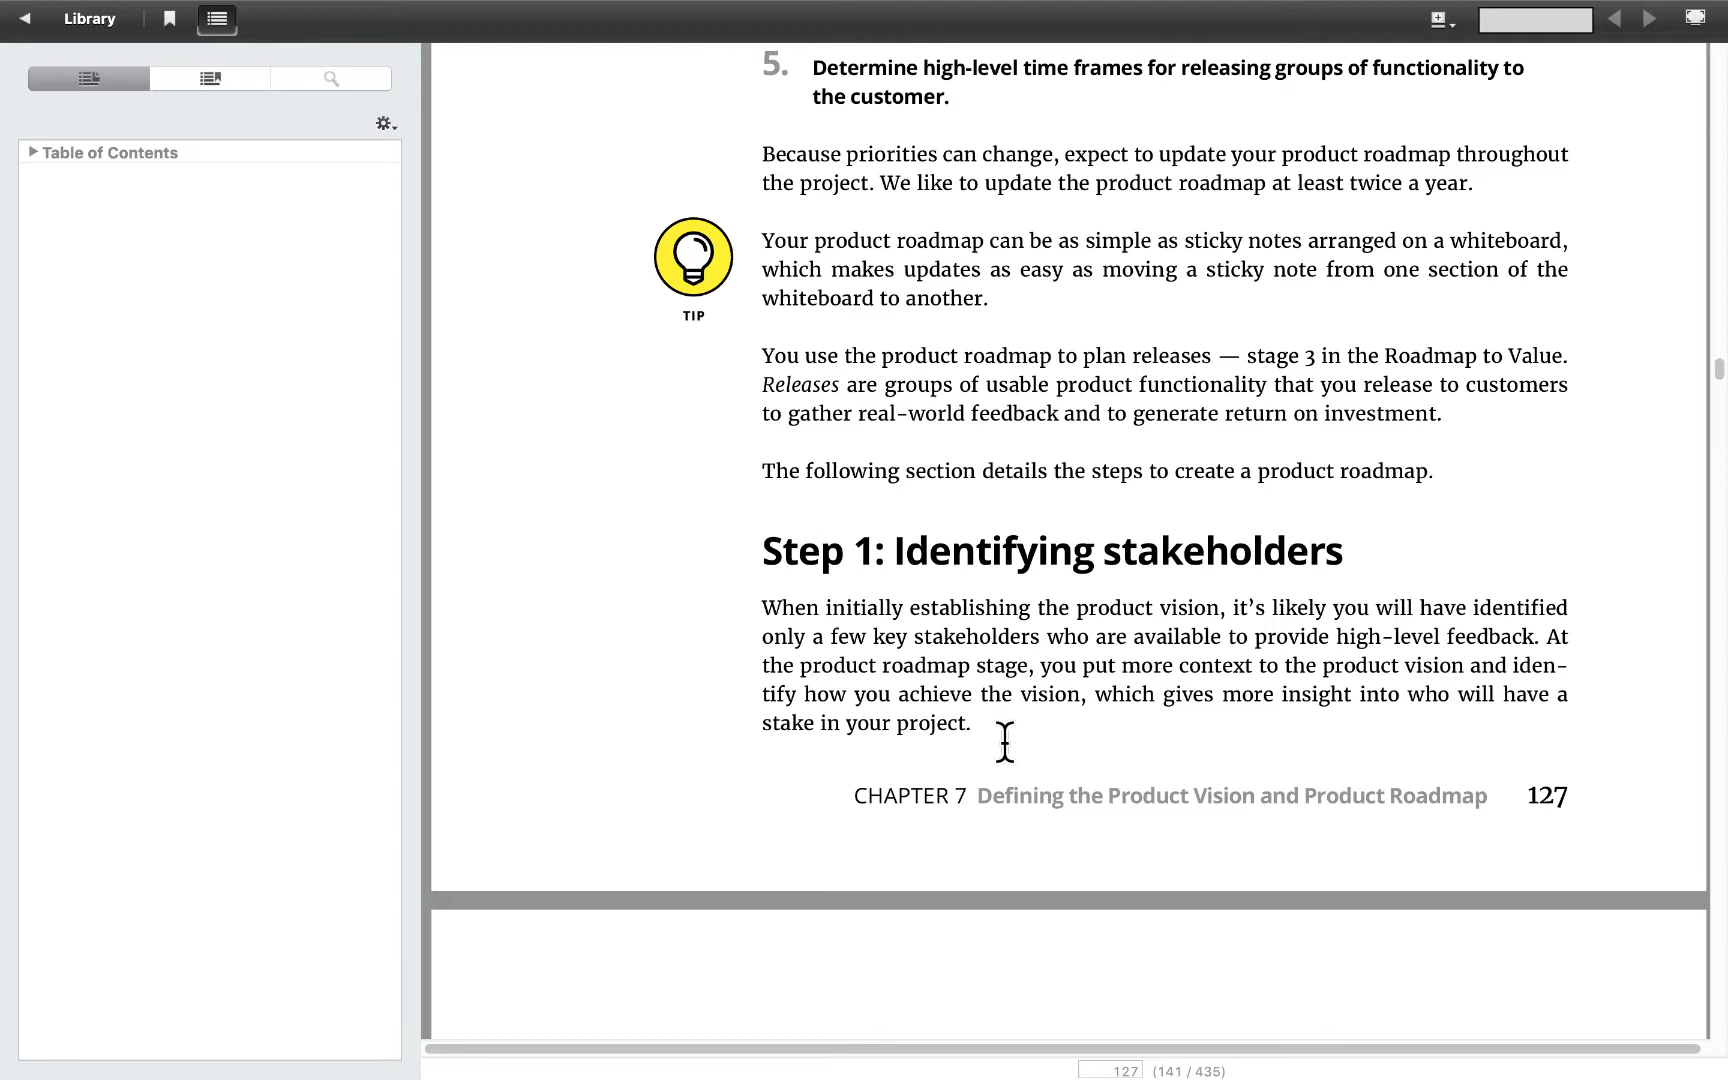 Library
Table of Contents
5. Determine high-level time frames for releasing groups of functionality to
the customer.
Because priorities can change, expect to update your product roadmap throughout
the project. We like to update the product roadmap at least twice a year.
TIP
Your product roadmap can be as simple as sticky notes arranged on a whiteboard,
which makes updates as easy as moving a sticky note from one section of the
whiteboard to another.
You use the product roadmap to plan releases — stage 3 in the Roadmap to Value.
Releases are groups of usable product functionality that you release to customers
to gather real-world feedback and to generate return on investment.
The following section details the steps to create a product roadmap.
Step 1: Identifying stakeholders
When initially establishing the product vision, it’s likely you will have identified
only a few key stakeholders who are available to provide high-level feedback. At
the product roadmap stage, you put more context to the product vision and iden-
tify how you achieve the vision, which gives more insight into who will have a
stake in your project.
CHAPTER 7 Defining the Product Vision and Product Roadmap 127
127 (141 / 435)